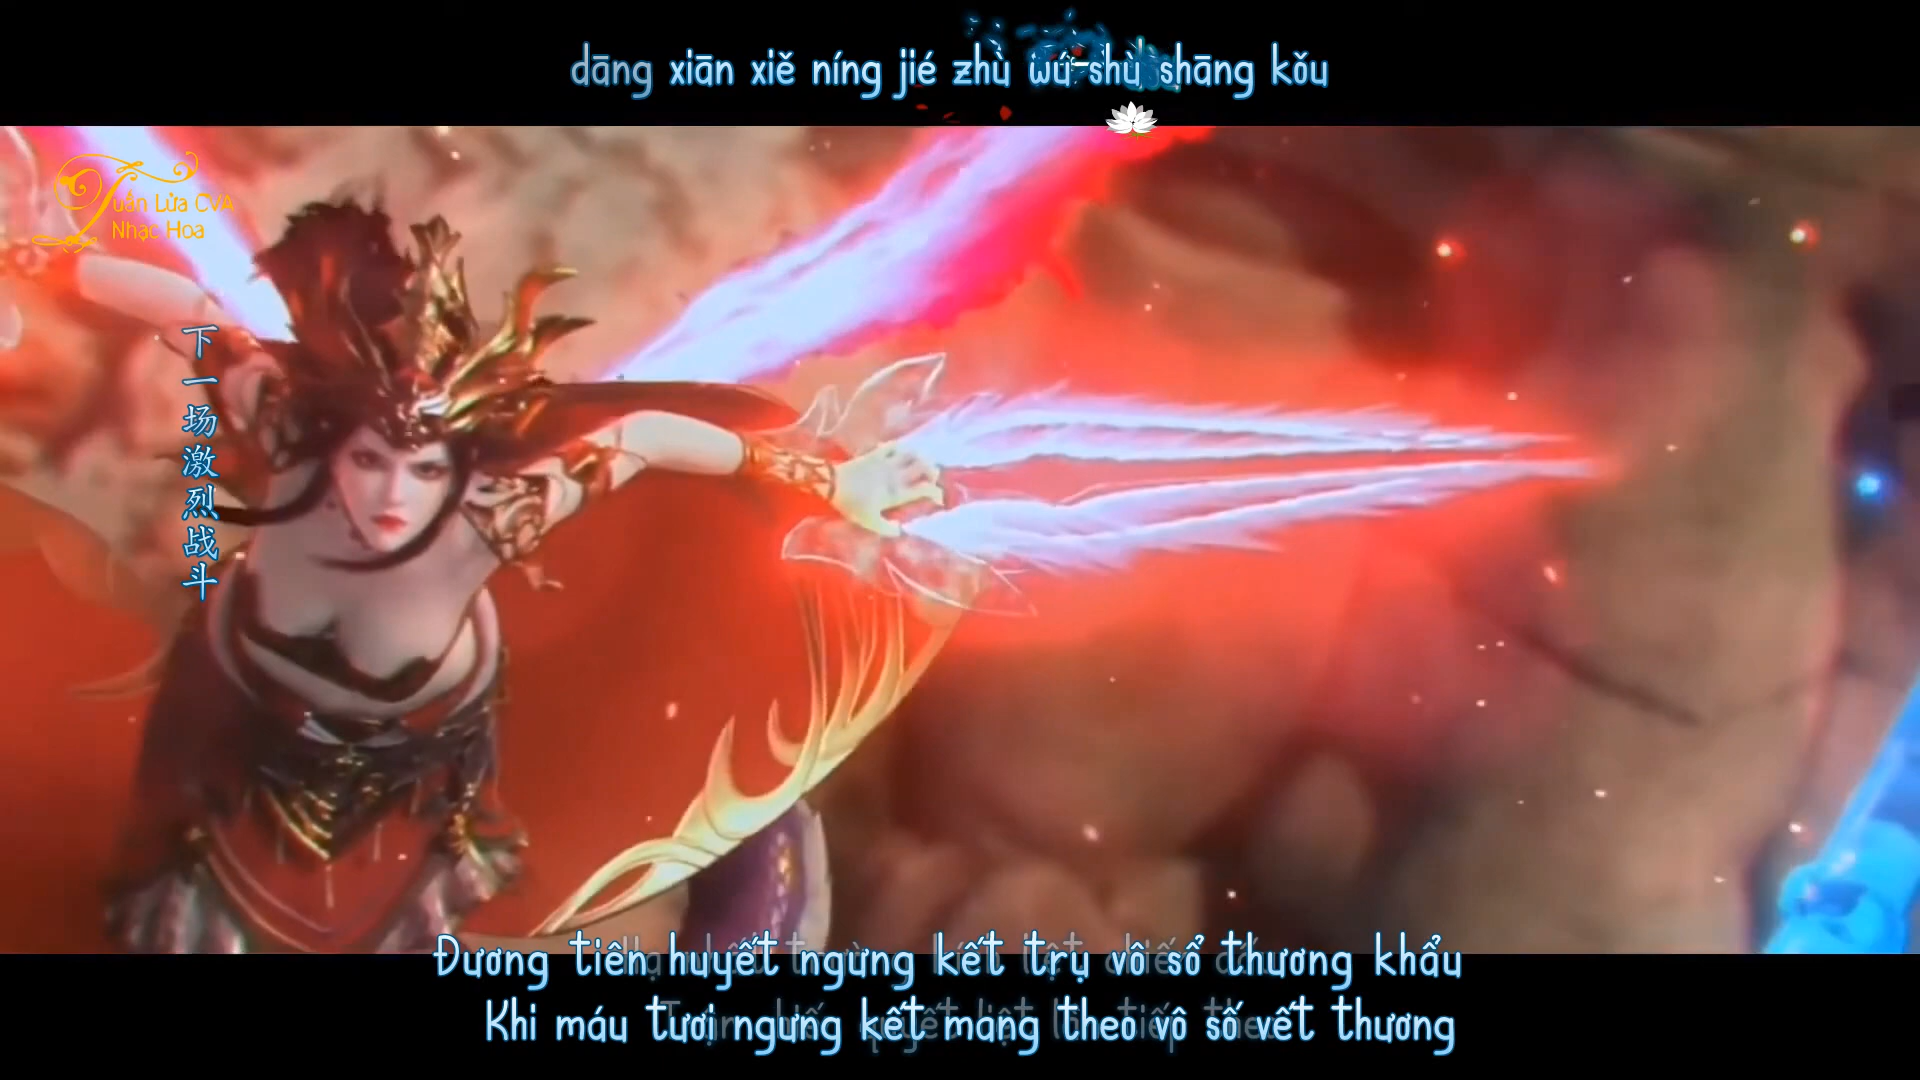 dāng xiān xiě níng jié zhù wú shù shāng kǒu
Tuấn Lửa CVA
Nhạc Hoa
下一场激烈战斗
Đương tiên huyết ngừng kết trụ vô sổ thương khẩu
Khi máu tươi ngưng kết mang theo vô số vết thương